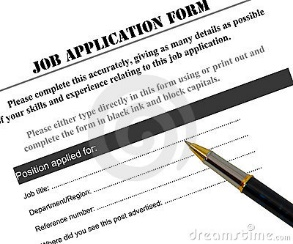 JOB APPLICATION FORM
Please complete this accurately, giving as many details as possible
of your skills and experience relating to this job application.
Please either type directly in this form using or print out and
complete the form in black ink and block capitals.
Position applied for:
Job title:
Department/Region:
Reference number:
Where did you see this post advertised:
dreamstime.com